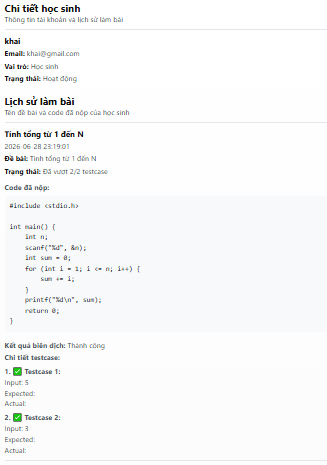 Chi tiết học sinh
Thông tin tài khoản và lịch sử làm bài
khai
Email: khai@gmail.com
Vai trò: Học sinh
Trạng thái: Hoạt động
Lịch sử làm bài
Tên đề bài và code đã nộp của học sinh
Tính tổng từ 1 đến N
2026-06-28 23:19:01
Đề bài: Tính tổng từ 1 đến N
Trạng thái: Đã vượt 2/2 testcase
Code đã nộp:
#include <stdio.h>
int main() {
    int n;
    scanf("%d", &n);
    int sum = 0;
    for (int i = 1; i <= n; i++) {
        sum += i;
    }
    printf("%d\n", sum);
    return 0;
}
Kết quả biên dịch: Thành công
Chi tiết testcase:
1. ✅ Testcase 1:
Input: 5
Expected:
Actual:
2. ✅ Testcase 2:
Input: 3
Expected:
Actual: